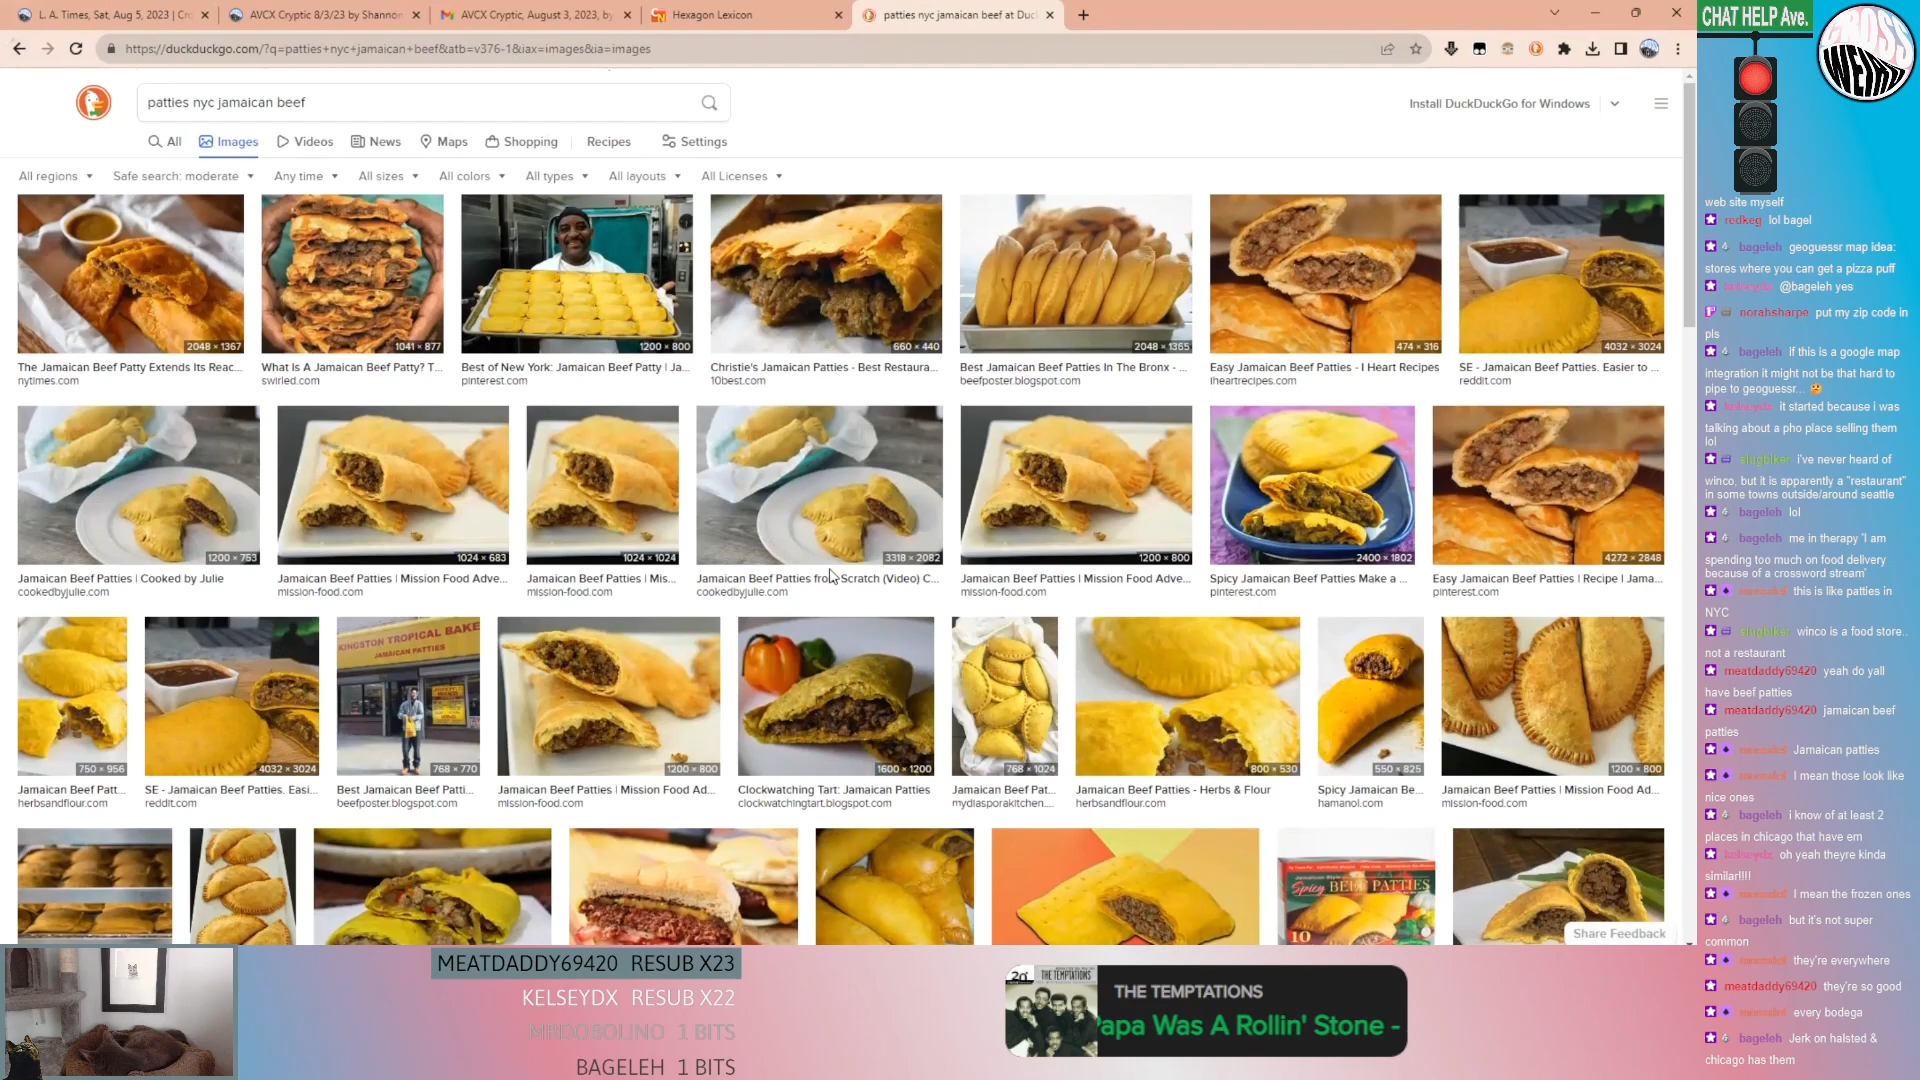 L. A. Times, Sat, Aug 5, 2023 | Cro
AVCX Cryptic 8/3/23 by Shannon
AVCX Cryptic, August 3, 2023, by
Hexagon Lexicon
patties nyc jamaican beef at Duc
https://duckduckgo.com/?q=patties+nyc+jamaican+beef&atb=v376-1&iax=images&ia=images
patties nyc jamaican beef
Install DuckDuckGo for Windows
All
Images
Videos
News
Maps
Shopping
Recipes
Settings
All regions
Safe search: moderate
Any time
All sizes
All colors
All types
All layouts
All Licenses
2048 × 1367
1041 × 877
1200 × 800
660 × 440
2048 × 1365
474 × 316
4032 × 3024
The Jamaican Beef Patty Extends Its Reac...
What Is A Jamaican Beef Patty? T...
Best of New York: Jamaican Beef Patty | Ja...
Christie's Jamaican Patties - Best Restaura...
Best Jamaican Beef Patties In The Bronx - ...
Easy Jamaican Beef Patties - I Heart Recipes
SE - Jamaican Beef Patties. Easier to ...
nytimes.com
swirled.com
pinterest.com
10best.com
beefposter.blogspot.com
iheartrecipes.com
reddit.com
1200 × 753
1024 × 683
1024 × 1024
3318 × 2082
1200 × 800
2400 × 1802
4272 × 2848
Jamaican Beef Patties | Cooked by Julie
Jamaican Beef Patties | Mission Food Adve...
Jamaican Beef Patties | Mis...
Jamaican Beef Patties from Scratch (Video) C...
Jamaican Beef Patties | Mission Food Adve...
Spicy Jamaican Beef Patties Make a ...
Easy Jamaican Beef Patties | Recipe | Jama...
cookedbyjulie.com
mission-food.com
mission-food.com
cookedbyjulie.com
mission-food.com
pinterest.com
pinterest.com
KINGSTON TROPICAL BAKE
JAMAICAN PATTIES
750 × 956
4032 × 3024
768 × 770
1200 × 800
1600 × 1200
768 × 1024
800 × 530
550 × 825
1200 × 800
Jamaican Beef Patt...
SE - Jamaican Beef Patties. Easi...
Best Jamaican Beef Patti...
Jamaican Beef Patties | Mission Food Ad...
Clockwatching Tart: Jamaican Patties
Jamaican Beef Pat...
Jamaican Beef Patties - Herbs & Flour
Spicy Jamaican Be...
Jamaican Beef Patties | Mission Food Ad...
herbsandflour.com
reddit.com
beefposter.blogspot.com
mission-food.com
clockwatchingtart.blogspot.com
mydiasporakitchen....
herbsandflour.com
hamanol.com
mission-food.com
Spicy BEEF PATTIES
10
Share Feedback
MEATDADDY69420 RESUB X23
KELSEYDX RESUB X22
MRDOBOLINO 1 BITS
BAGELEH 1 BITS
THE TEMPTATIONS
THE TEMPTATIONS
Papa Was A Rollin' Stone -
CHAT HELP Ave.
CROSS
WEIRD
web site myself
redkeg lol bagel
bageleh geoguessr map idea:
stores where you can get a pizza puff
kelseydx @bageleh yes
norahsharpe put my zip code in
pls
bageleh if this is a google map
integration it might not be that hard to
pipe to geoguessr... 🤔
kelseydx it started because i was
talking about a pho place selling them
lol
slugbiker i've never heard of
winco, but it is apparently a "restaurant"
in some towns outside/around seattle
bageleh lol
bageleh me in therapy "I am
spending too much on food delivery
because of a crossword stream"
this is like patties in
NYC
slugbiker winco is a food store..
not a restaurant
meatdaddy69420 yeah do yall
have beef patties
meatdaddy69420 jamaican beef
patties
Jamaican patties
I mean those look like
nice ones
bageleh i know of at least 2
places in chicago that have em
kelseydx oh yeah theyre kinda
similar!!!!
I mean the frozen ones
bageleh but it's not super
common
they're everywhere
meatdaddy69420 they're so good
every bodega
bageleh Jerk on halsted &
chicago has them